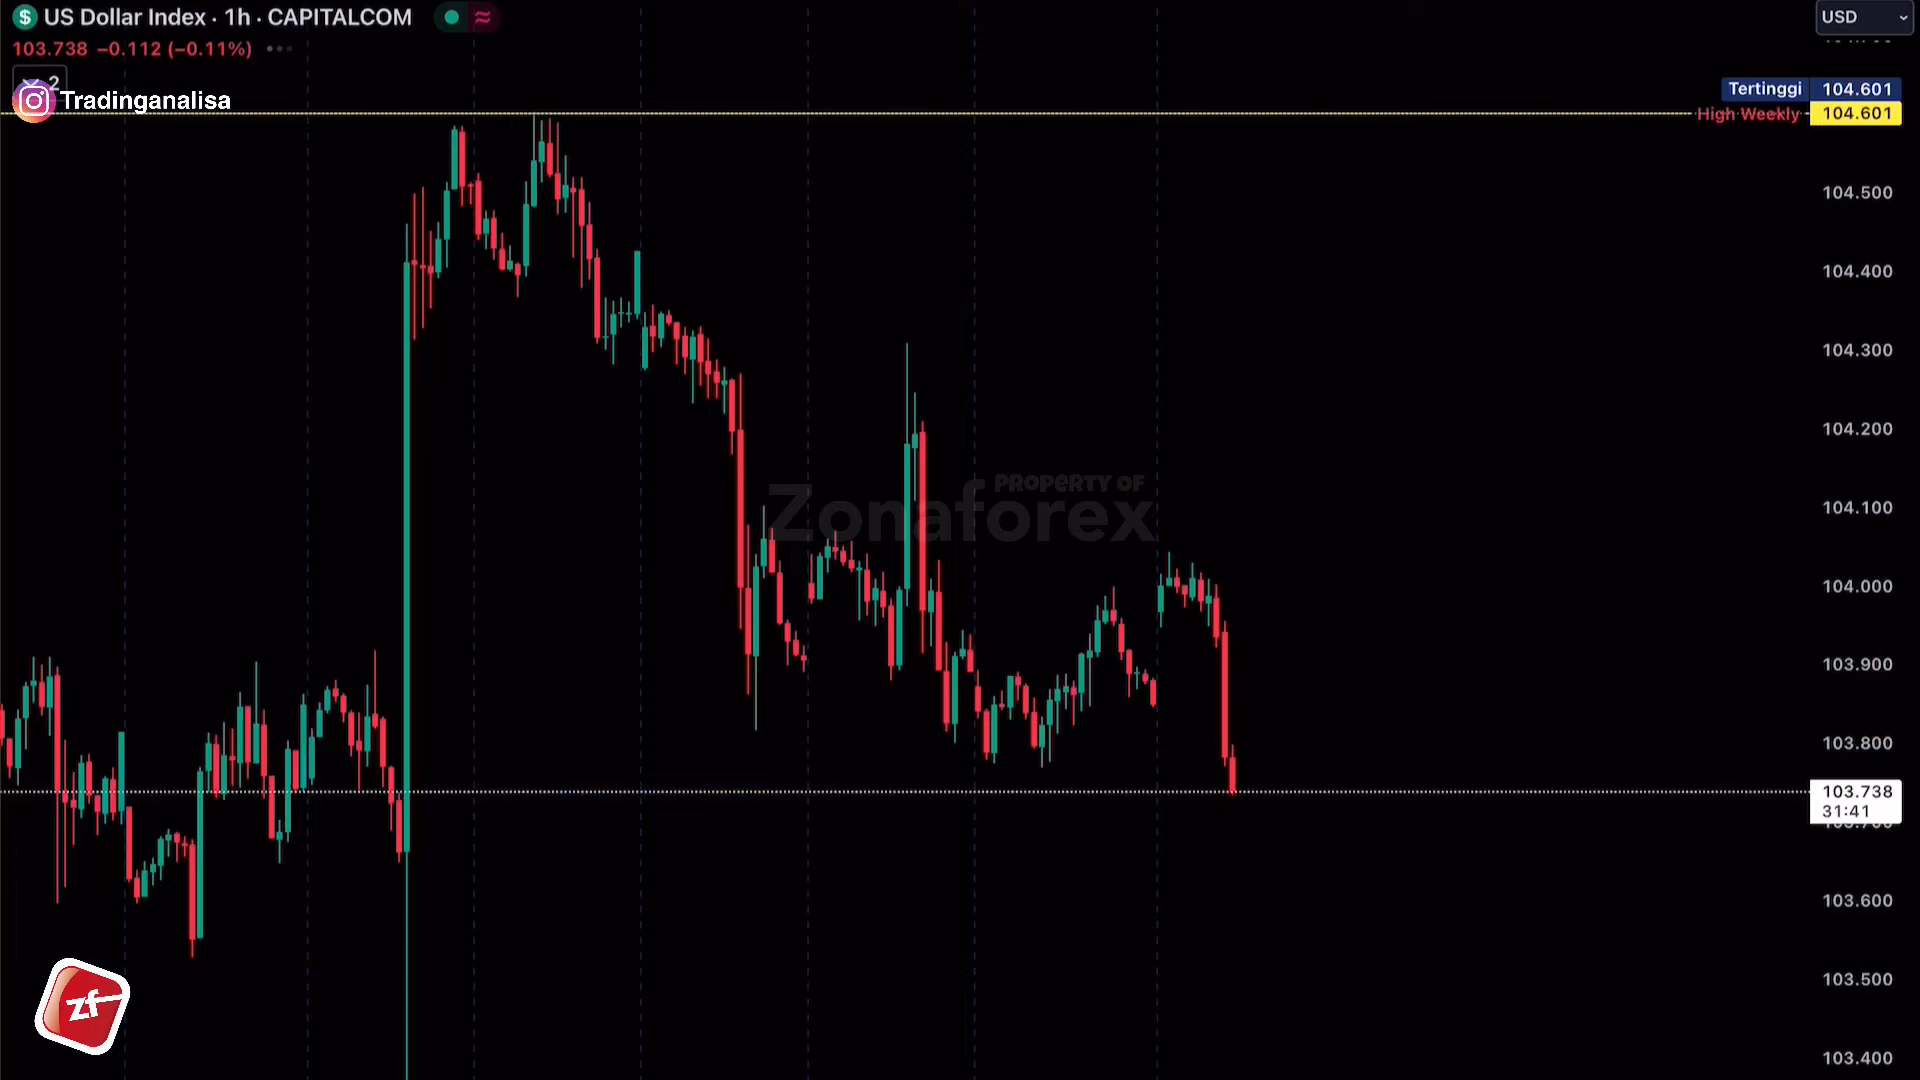 US Dollar Index · 1h · CAPITALCOM
103.738 −0.112 (−0.11%)
2
Tradinganalisa
USD
Tertinggi 104.601
High Weekly 104.601
104.500
104.400
104.300
104.200
104.100
104.000
103.900
103.800
103.738
31:41
103.600
103.500
103.400
PROPERTY OF
Zonaforex
zf